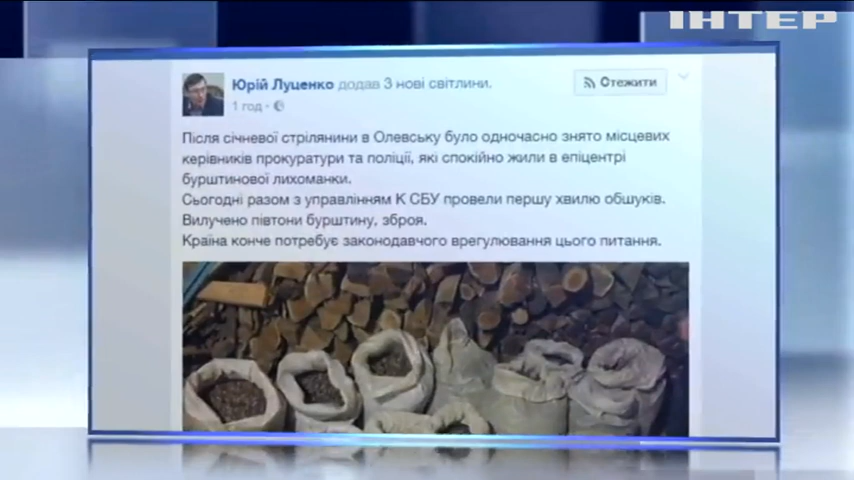 ІНТЕР
Юрій Луценко додав 3 нові світлини.
Стежити
1 год ·
Після січневої стрілянини в Олевську було одночасно знято місцевих
керівників прокуратури та поліції, які спокійно жили в епіцентрі
бурштинової лихоманки.
Сьогодні разом з управлінням К СБУ провели першу хвилю обшуків.
Вилучено півтони бурштину, зброя.
Країна конче потребує законодавчого врегулювання цього питання.